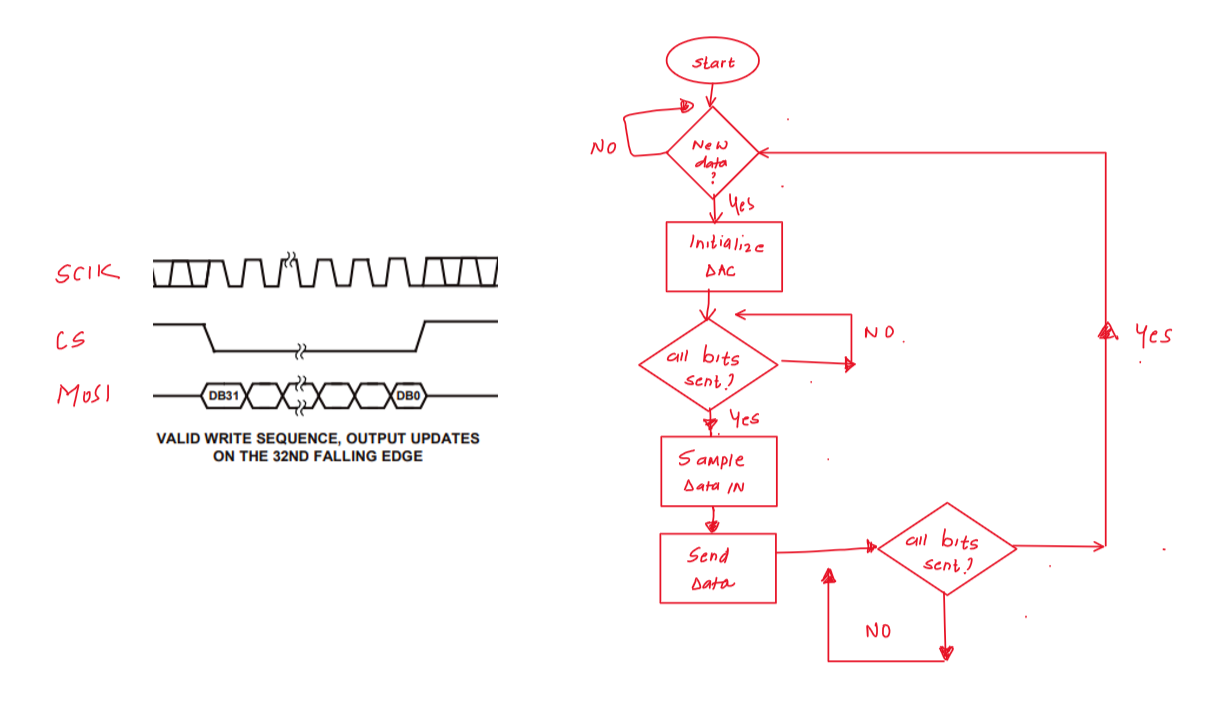 SCIK
CS
MOSI
DB31
DB0
VALID WRITE SEQUENCE, OUTPUT UPDATES
ON THE 32ND FALLING EDGE
Start
New
data
?
NO
Yes
Initialize
DAC
all bits
sent?
NO.
Yes
Sample
Data IN
Send
Data
all bits
sent?
NO
Yes